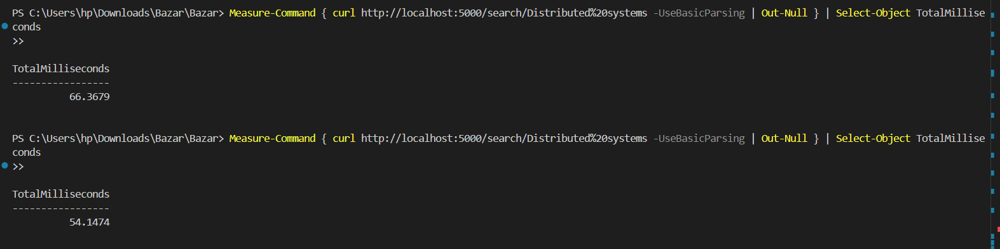 PS C:\Users\hp\Downloads\Bazar\Bazar> Measure-Command { curl http://localhost:5000/search/Distributed%20systems -UseBasicParsing | Out-Null } | Select-Object TotalMillise
conds
>>
TotalMilliseconds
-----------------
66.3679
PS C:\Users\hp\Downloads\Bazar\Bazar> Measure-Command { curl http://localhost:5000/search/Distributed%20systems -UseBasicParsing | Out-Null } | Select-Object TotalMillise
conds
>>
TotalMilliseconds
-----------------
54.1474